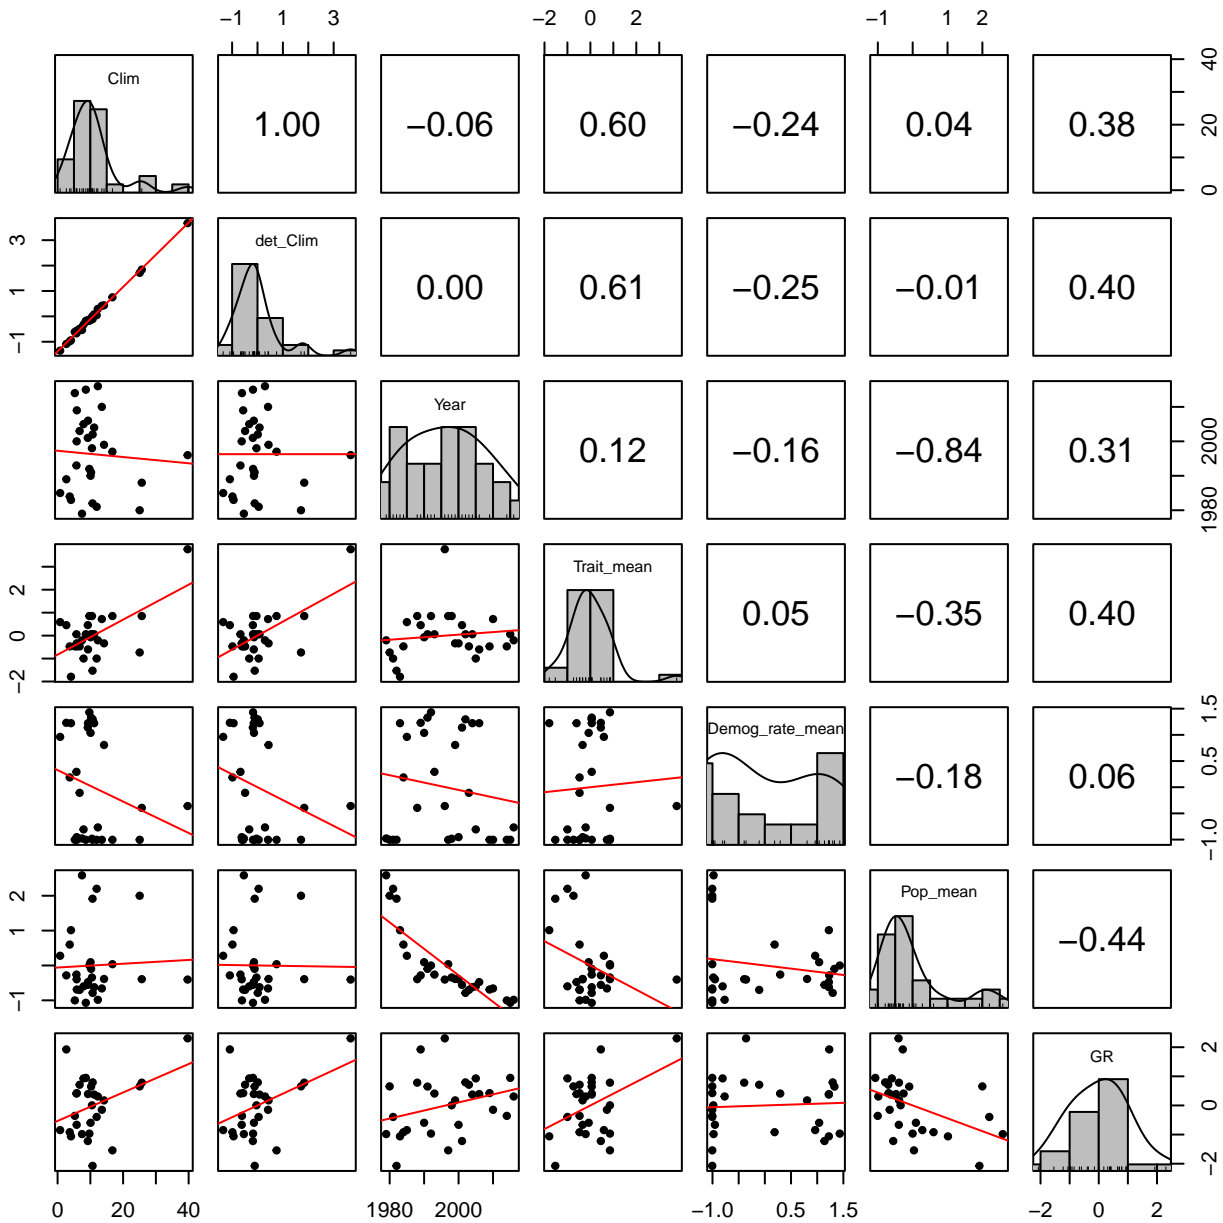 −1 1 3 −2 0 2 −1 1 2
Clim
1.00 −0.06 0.60 −0.24 0.04 0.38
0 20 40
−1 1 3
det_Clim
0.00 0.61 −0.25 −0.01 0.40
Year
0.12 −0.16 −0.84 0.31
1980 2000
−2 0 2
Trait_mean
0.05 −0.35 0.40
Demog_rate_mean
−0.18 0.06
−1.0 0.5 1.5
−1 1 2
Pop_mean
−0.44
GR
−2 0 2
0 20 40 1980 2000 −1.0 0.5 1.5 −2 0 2